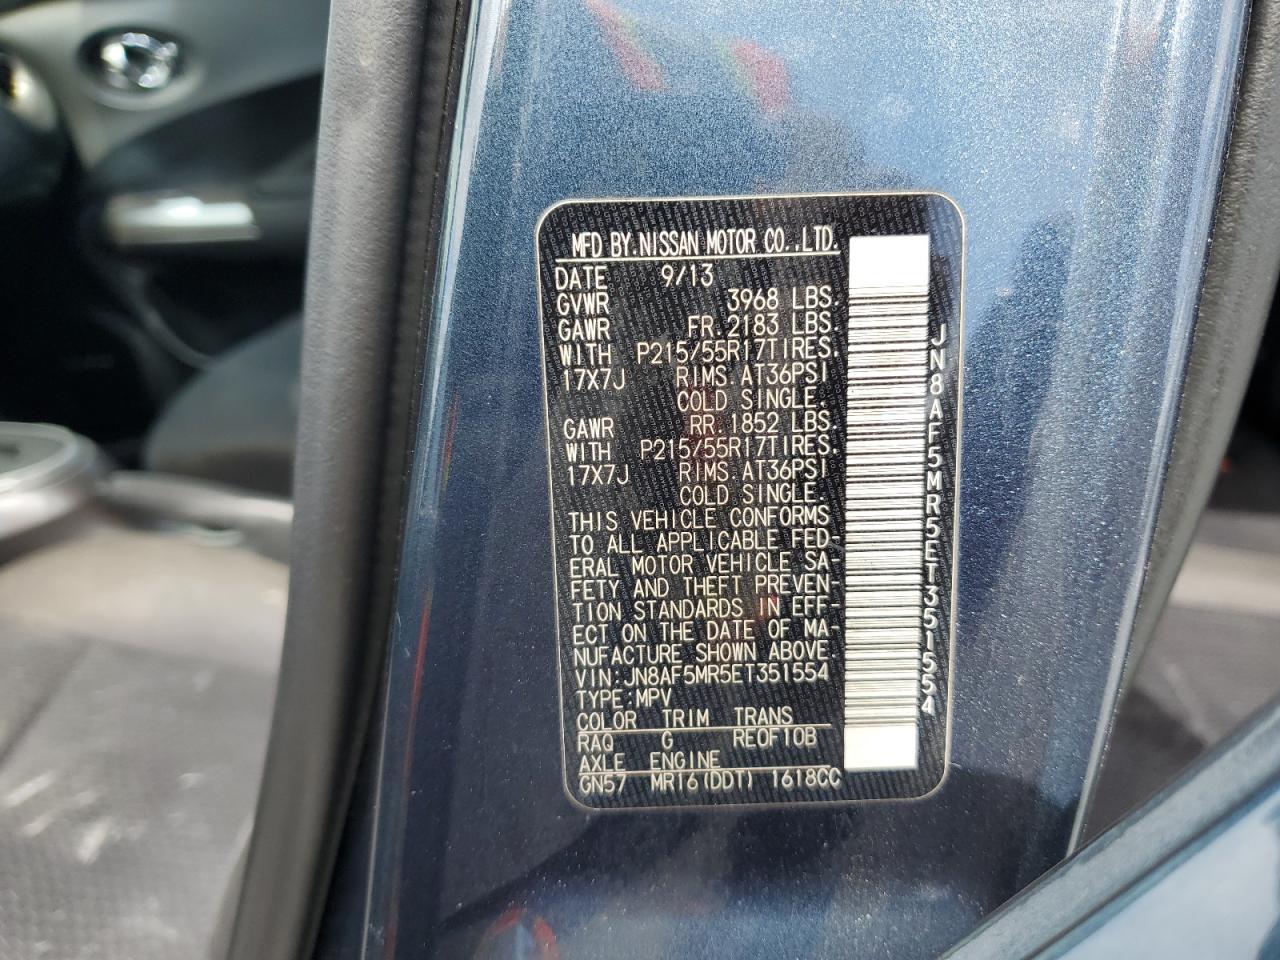 MFD BY.NISSAN MOTOR CO.,LTD.
DATE 9/13
GVWR 3968 LBS.
GAWR FR.2183 LBS.
WITH P215/55R17TIRES.
17X7J RIMS.AT36PSI
COLD SINGLE.
GAWR RR.1852 LBS.
WITH P215/55R17TIRES.
17X7J RIMS.AT36PSI
COLD SINGLE.
THIS VEHICLE CONFORMS
TO ALL APPLICABLE FED-
ERAL MOTOR VEHICLE SA-
FETY AND THEFT PREVEN-
TION STANDARDS IN EFF-
ECT ON THE DATE OF MA-
NUFACTURE SHOWN ABOVE.
VIN:JN8AF5MR5ET351554
TYPE:MPV
COLOR TRIM TRANS
RAQ G RE0F10B
AXLE ENGINE
GN57 MR16(DDT) 1618CC
JN8AF5MR5ET351554